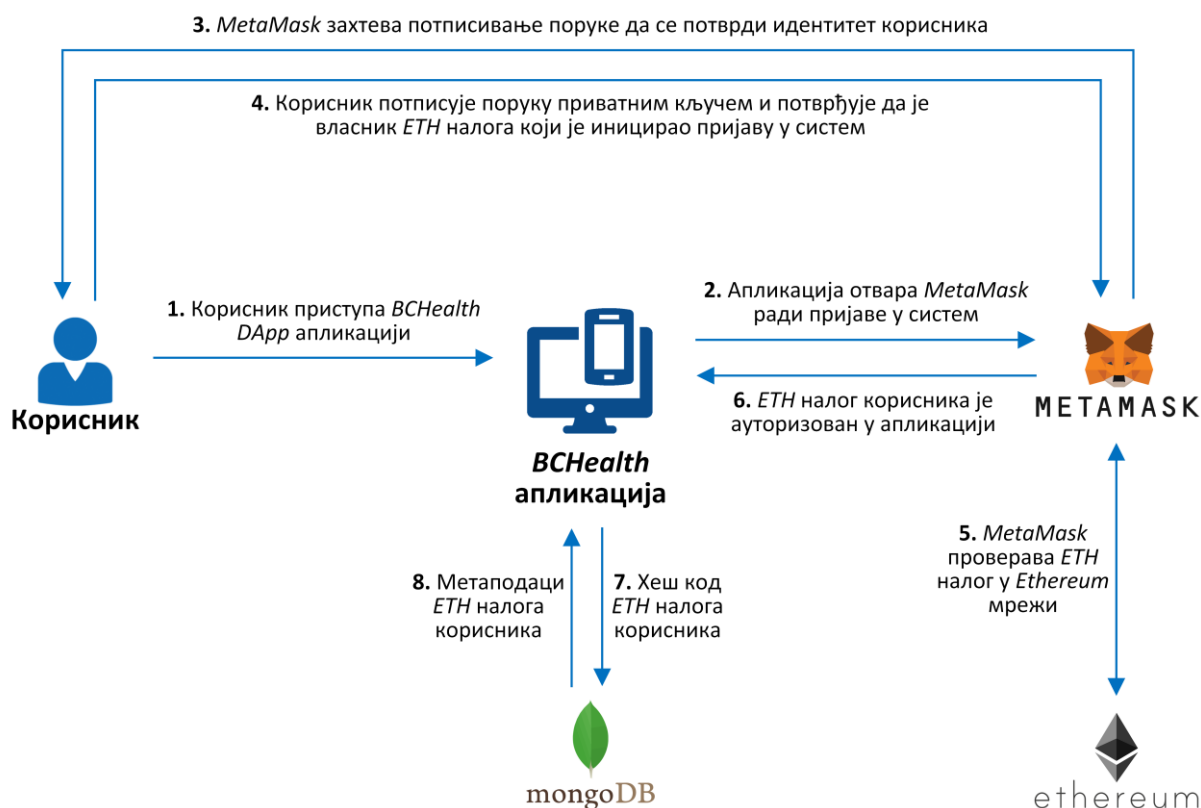 3. MetaMask захтева потписивање поруке да се потврди идентитет корисника
4. Корисник потписује поруку приватним кључем и потврђује да је
власник ETH налога који је иницирао пријаву у систем
1. Корисник приступа BCHealth
DApp апликацији
2. Апликација отвара MetaMask
ради пријаве у систем
Корисник
6. ETH налог корисника је
ауторизован у апликацији
METAMASK
BCHealth
апликација
5. MetaMask
проверава ETH
налог у Ethereum
мрежи
8. Метаподаци
ETH налога
корисника
7. Хеш код
ETH налога
корисника
mongoDB
ethereum